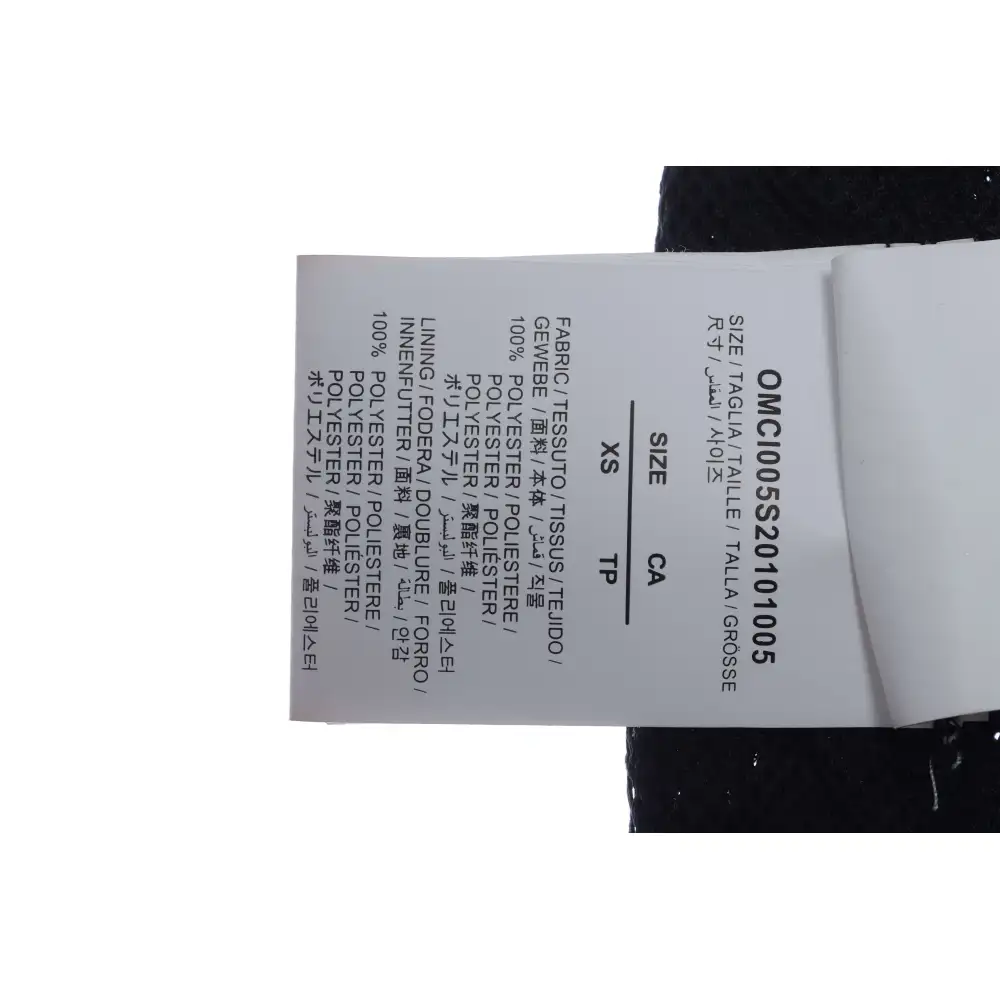 OMCI005S20101005
SIZE / TAGLIA / TAILLE / TALLA / GRÖSSE
尺寸 / المقاس / 사이즈
SIZE CA
XS TP
FABRIC / TESSUTO / TISSUS / TEJIDO /
GEWEBE / 面料 / 本体 / قماش / 직물
100% POLYESTER / POLIESTERE /
POLYESTER / POLIÉSTER /
POLYESTER / 聚酯纤维 /
ポリエステル / البوليستر / 폴리에스터
LINING / FODERA / DOUBLURE / FORRO /
INNENFUTTER / 面料 / 裏地 / بطانة / 안감
100% POLYESTER / POLIESTERE /
POLYESTER / POLIÉSTER /
POLYESTER / 聚酯纤维 /
ポリエステル / البوليستر / 폴리에스터